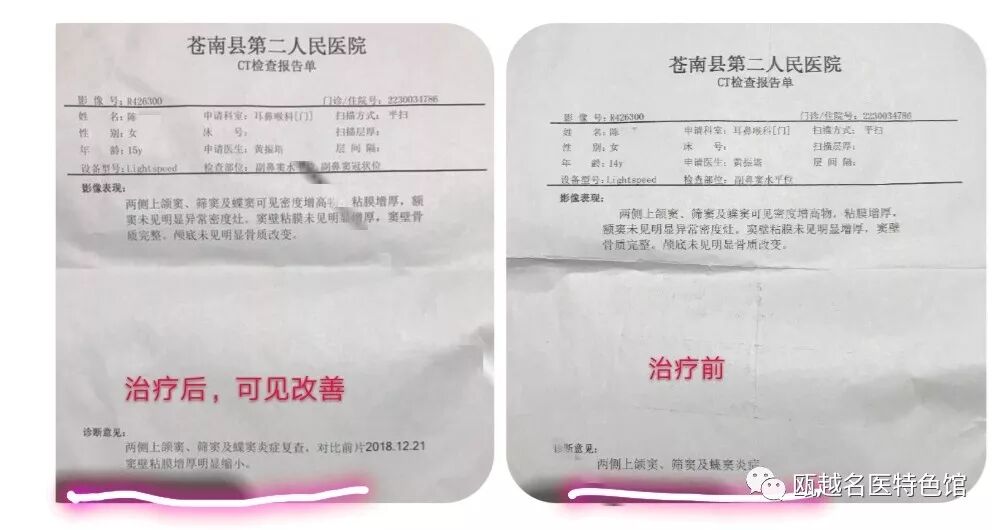 苍南县第二人民医院
CT检查报告单
影像号:R426300 门诊/住院号:2230034786
姓名:陈 申请科室:耳鼻喉科[门] 扫描方式:平扫
性别:女 床号: 扫描层厚:
年龄:15y 申请医生:黄振塔 层间隔:
设备型号:Lightspeed 检查部位:副鼻窦水平位 副鼻窦冠状位
影像表现:
两侧上颌窦、筛窦及蝶窦可见密度增高物,粘膜增厚,额
窦未见明显异常密度灶。窦壁粘膜未见明显增厚,窦壁骨
质完整。颅底未见明显骨质改变。
治疗后,可见改善
诊断意见:
两侧上颌窦、筛窦及蝶窦炎症复查,对比前片2018.12.21
窦壁粘膜增厚明显缩小。
苍南县第二人民医院
CT检查报告单
影像号:R426300 门诊/住院号:2230034786
姓名:陈 申请科室:耳鼻喉科[门] 扫描方式:平扫
性别:女 床号: 扫描层厚:
年龄:14y 申请医生:黄振塔 层间隔:
设备型号:Lightspeed 检查部位:副鼻窦水平位
影像表现:
两侧上颌窦、筛窦及蝶窦可见密度增高物,粘膜增厚,
额窦未见明显异常密度灶。窦壁粘膜未见明显增厚,窦壁
骨质完整。颅底未见明显骨质改变。
治疗前
诊断意见:
两侧上颌窦、筛窦及蝶窦炎症
瓯越名医特色馆